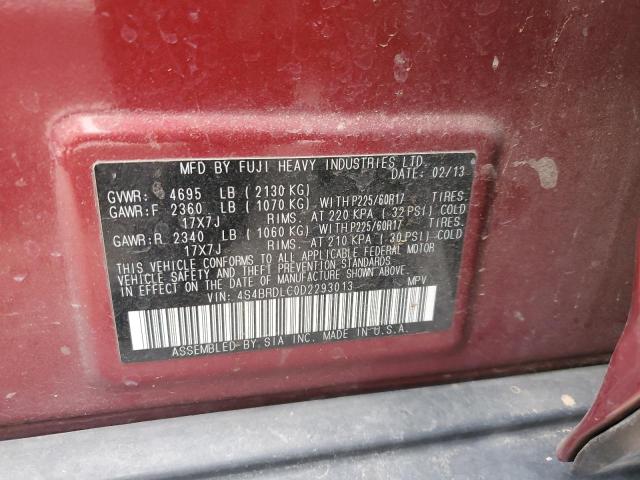 MFD BY FUJI HEAVY INDUSTRIES LTD.
DATE: 02/13
GVWR: 4695 LB (2130 KG)
GAWR:F 2360 LB (1070 KG) WITH P225/60R17 TIRES.
17X7J RIMS. AT 220 KPA (32 PSI) COLD
GAWR:R 2340 LB (1060 KG) WITH P225/60R17 TIRES.
17X7J RIMS. AT 210 KPA (30 PSI) COLD
THIS VEHICLE CONFORMS TO ALL APPLICABLE FEDERAL MOTOR
VEHICLE SAFETY STANDARDS IN EFFECT ON THE
DATE OF MANUFACTURE SHOWN ABOVE.
VIN: 4S4BRDLC0D2293013 MPV
ASSEMBLED BY SIA INC. MADE IN U.S.A.